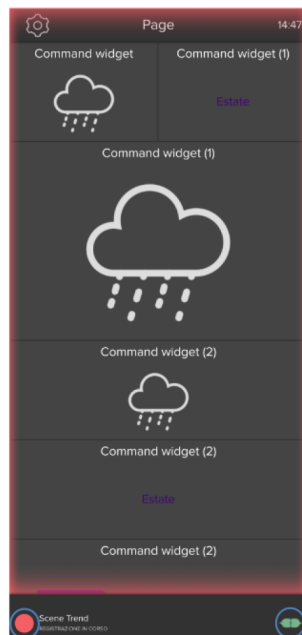 Page 14:47
Command widget Command widget (1)
Estate
Command widget (1)
Command widget (2)
Command widget (2)
Estate
Command widget (2)
Scene Trend
REGISTRAZIONE IN CORSO